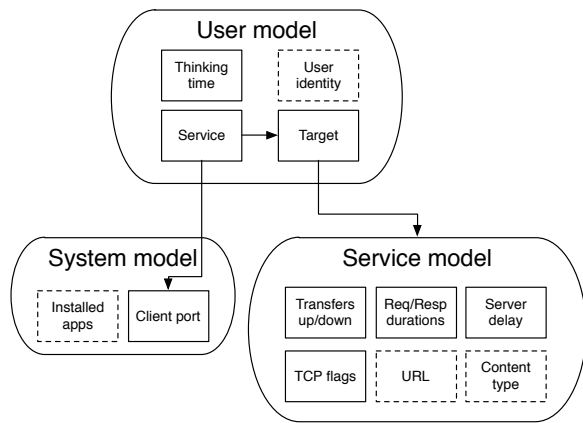 User model
Thinking
time
User
identity
Service
Target
System model
Installed
apps
Client port
Service model
Transfers
up/down
Req/Resp
durations
Server
delay
TCP flags
URL
Content
type